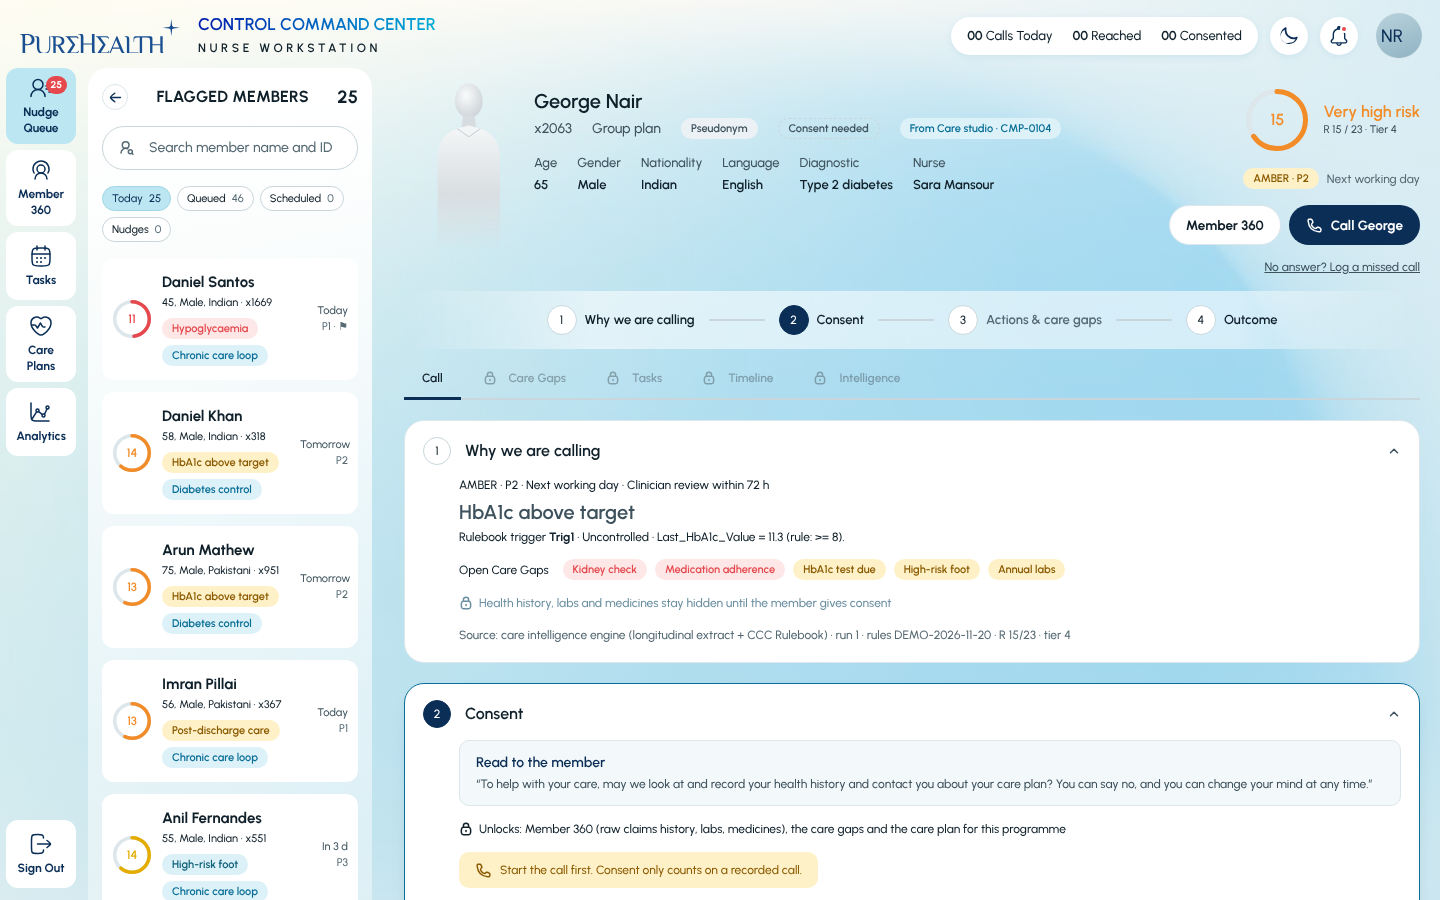 PUREHEALTH
CONTROL COMMAND CENTER
NURSE WORKSTATION
00 Calls Today 00 Reached 00 Consented
NR
25
Nudge
Queue
Member
360
Tasks
Care
Plans
Analytics
Sign Out
FLAGGED MEMBERS 25
Search member name and ID
Today 25 Queued 46 Scheduled 0
Nudges 0
Daniel Santos
45, Male, Indian · x1669
11
Hypoglycaemia
Chronic care loop
Today
P1 · ⚑
Daniel Khan
58, Male, Indian · x318
14
HbA1c above target
Diabetes control
Tomorrow
P2
Arun Mathew
75, Male, Pakistani · x951
13
HbA1c above target
Diabetes control
Tomorrow
P2
Imran Pillai
56, Male, Pakistani · x367
13
Post-discharge care
Chronic care loop
Today
P1
Anil Fernandes
55, Male, Indian · x551
14
High-risk foot
Chronic care loop
In 3 d
P3
George Nair
x2063 Group plan Pseudonym Consent needed From Care studio · CMP-0104
Age Gender Nationality Language Diagnostic Nurse
65 Male Indian English Type 2 diabetes Sara Mansour
15
Very high risk
R 15 / 23 · Tier 4
AMBER · P2 Next working day
Member 360 Call George
No answer? Log a missed call
1 Why we are calling 2 Consent 3 Actions & care gaps 4 Outcome
Call Care Gaps Tasks Timeline Intelligence
1 Why we are calling
AMBER · P2 · Next working day · Clinician review within 72 h
HbA1c above target
Rulebook trigger Trig1 · Uncontrolled · Last_HbA1c_Value = 11.3 (rule: >= 8).
Open Care Gaps Kidney check Medication adherence HbA1c test due High-risk foot Annual labs
Health history, labs and medicines stay hidden until the member gives consent
Source: care intelligence engine (longitudinal extract + CCC Rulebook) · run 1 · rules DEMO-2026-11-20 · R 15/23 · tier 4
2 Consent
Read to the member
“To help with your care, may we look at and record your health history and contact you about your care plan? You can say no, and you can change your mind at any time.”
Unlocks: Member 360 (raw claims history, labs, medicines), the care gaps and the care plan for this programme
Start the call first. Consent only counts on a recorded call.